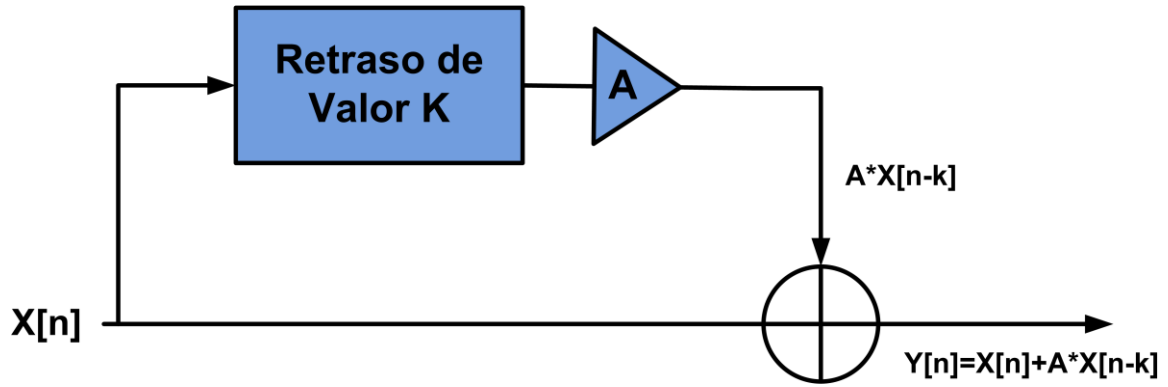 Retraso de
Valor K
A
A*X[n-k]
X[n]
Y[n]=X[n]+A*X[n-k]